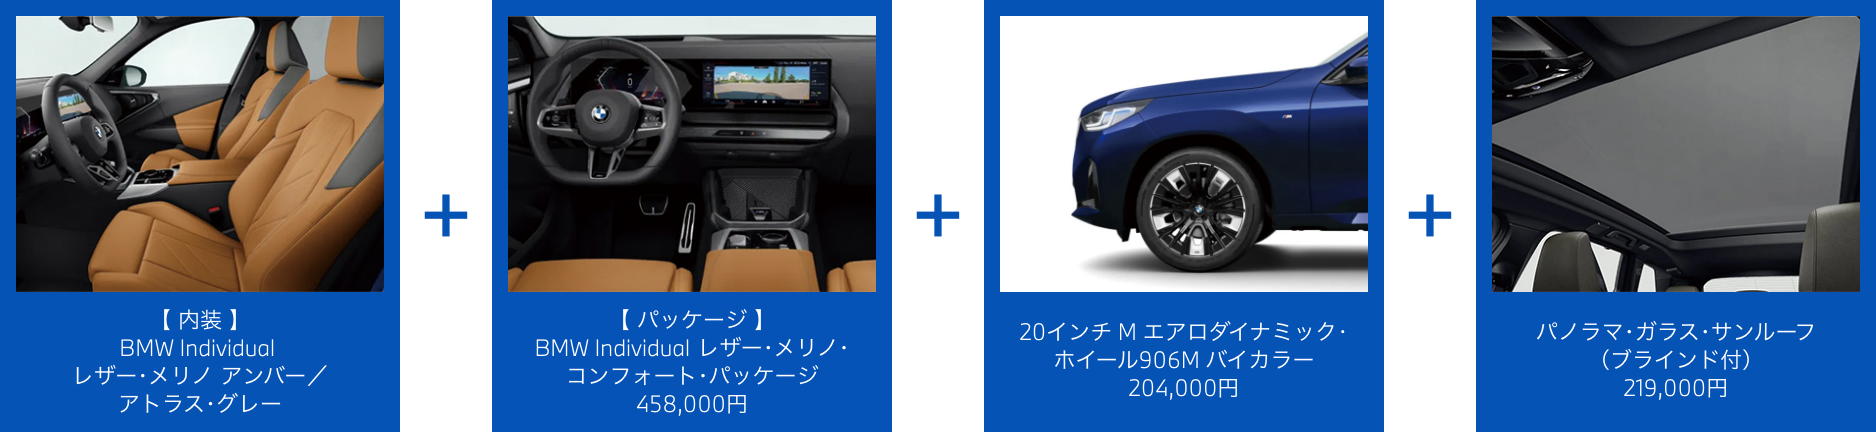 【 内装 】
BMW Individual
レザー・メリノ アンバー／
アトラス・グレー
+
【 パッケージ 】
BMW Individual レザー・メリノ・
コンフォート・パッケージ
458,000円
+
20インチ M エアロダイナミック・
ホイール906M バイカラー
204,000円
+
パノラマ・ガラス・サンルーフ
（ブラインド付）
219,000円